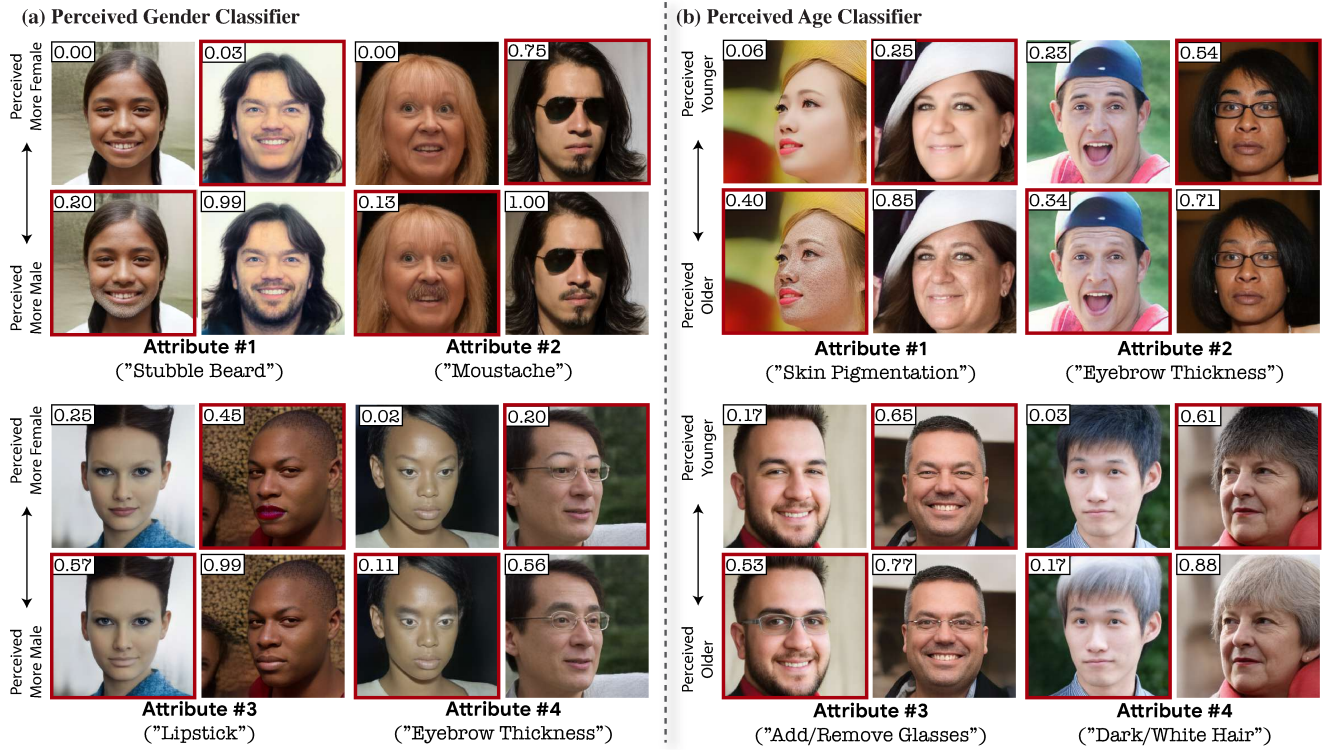 (a) Perceived Gender Classifier
Perceived
More Female
Perceived
More Male
0.00
0.03
0.00
0.75
0.20
0.99
0.13
1.00
Attribute #1
("Stubble Beard")
Attribute #2
("Moustache")
Perceived
More Female
Perceived
More Male
0.25
0.45
0.02
0.20
0.57
0.99
0.11
0.56
Attribute #3
("Lipstick")
Attribute #4
("Eyebrow Thickness")
(b) Perceived Age Classifier
Perceived
Younger
Perceived
Older
0.06
0.25
0.23
0.54
0.40
0.85
0.34
0.71
Attribute #1
("Skin Pigmentation")
Attribute #2
("Eyebrow Thickness")
Perceived
Younger
Perceived
Older
0.17
0.65
0.03
0.61
0.53
0.77
0.17
0.88
Attribute #3
("Add/Remove Glasses")
Attribute #4
("Dark/White Hair")